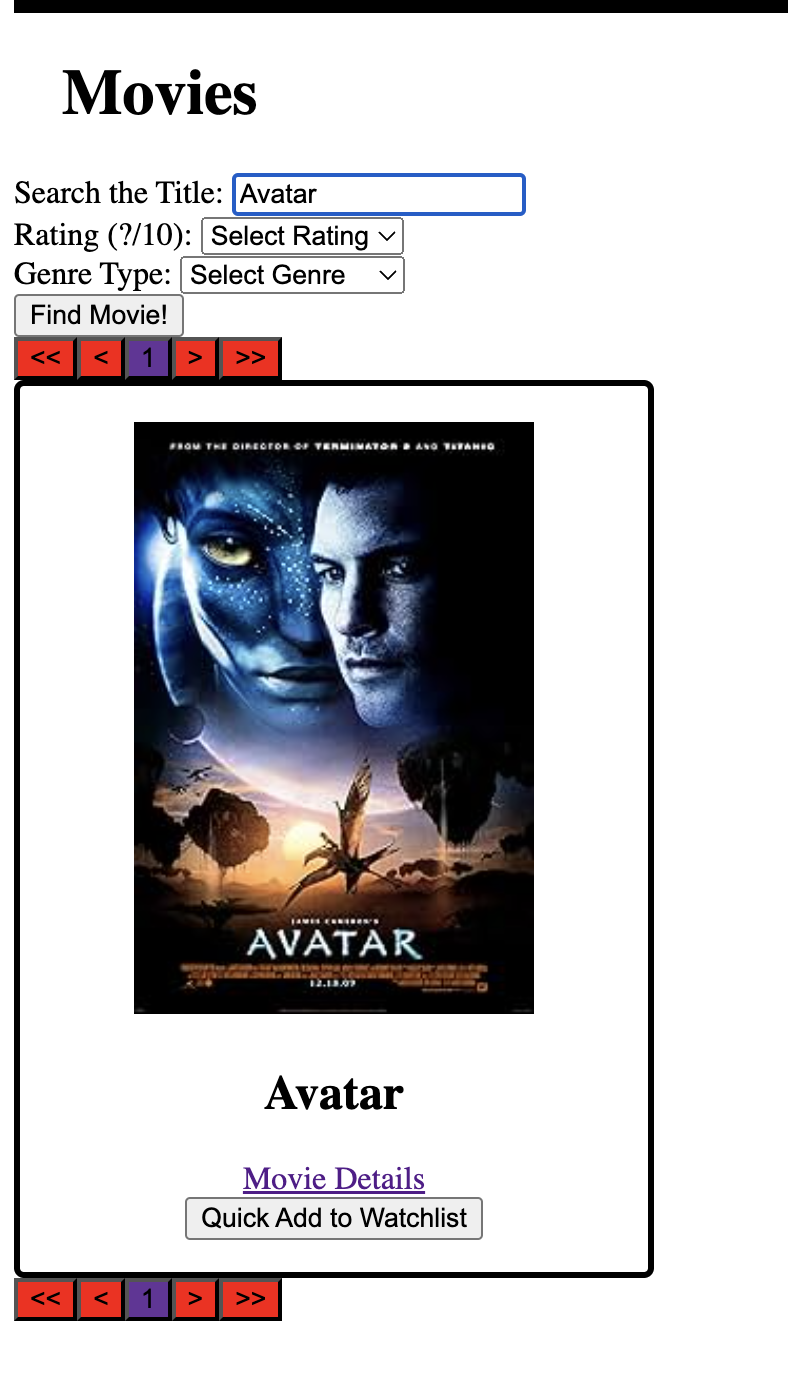 Movies
Search the Title: Avatar
Rating (?/10): Select Rating
Genre Type: Select Genre
Find Movie!
<< < 1 > >>
FROM THE DIRECTOR OF TERMINATOR 2 AND TITANIC
JAMES CAMERON'S
AVATAR
12.18.09
Avatar
Movie Details
Quick Add to Watchlist
<< < 1 > >>